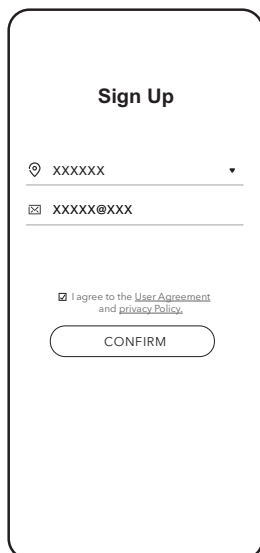 Sign Up
XXXXXX
XXXXX@XXX
I agree to the User Agreement
and privacy Policy.
CONFIRM